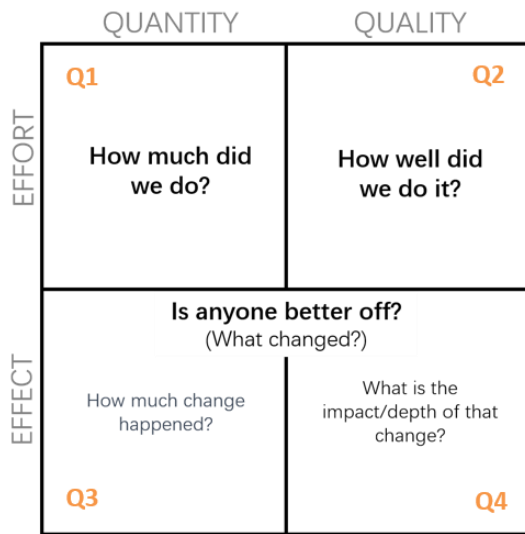 QUANTITY
QUALITY
EFFORT
Q1
How much did
we do?
Q2
How well did
we do it?
EFFECT
Is anyone better off?
(What changed?)
How much change
happened?
Q3
What is the
impact/depth of that
change?
Q4